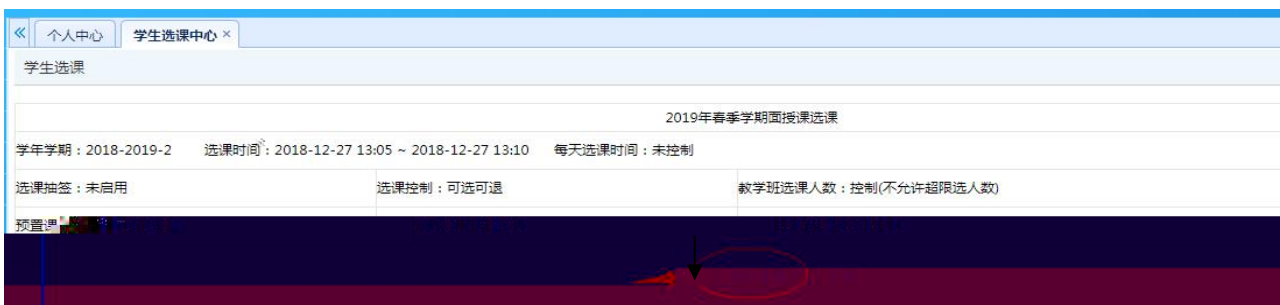 个人中心 学生选课中心 ×
学生选课
2019年春季学期面授课选课
学年学期：2018-2019-2 选课时间：2018-12-27 13:05 ~ 2018-12-27 13:10 每天选课时间：未控制
选课抽签：未启用 选课控制：可选可退 教学班选课人数：控制(不允许超限选人数)
预置课